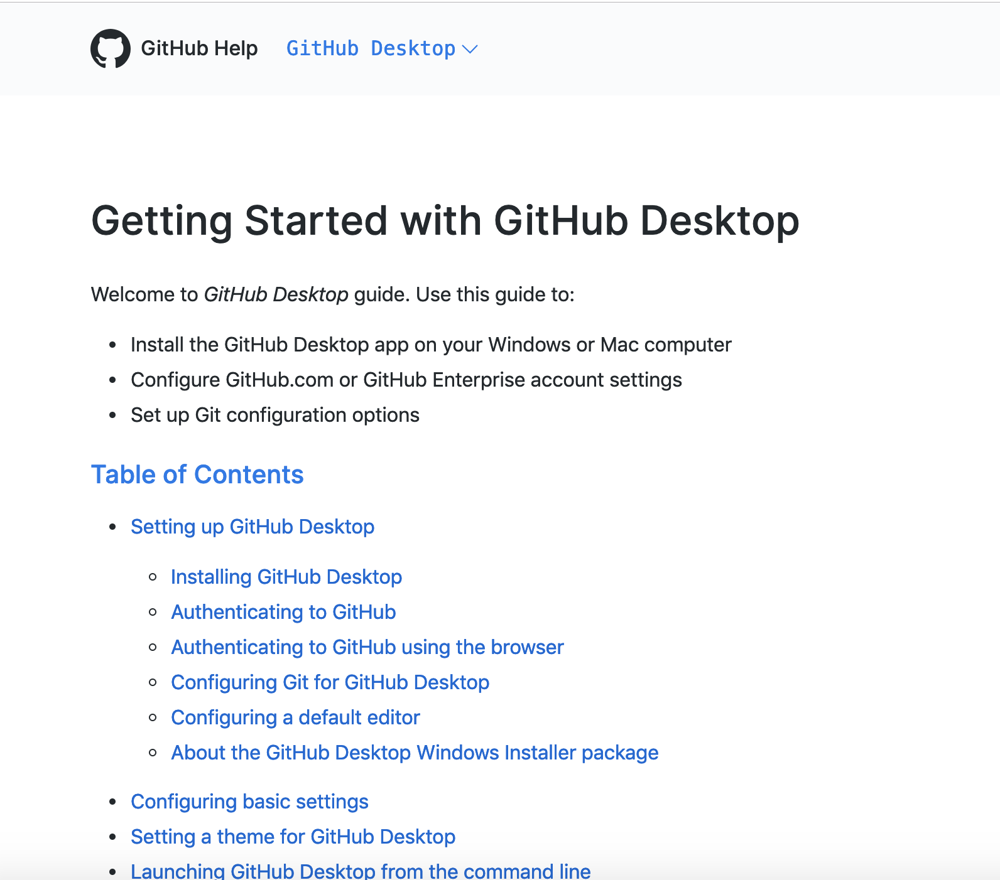 GitHub Help GitHub Desktop
Getting Started with GitHub Desktop
Welcome to GitHub Desktop guide. Use this guide to:
Install the GitHub Desktop app on your Windows or Mac computer
Configure GitHub.com or GitHub Enterprise account settings
Set up Git configuration options
Table of Contents
Setting up GitHub Desktop
Installing GitHub Desktop
Authenticating to GitHub
Authenticating to GitHub using the browser
Configuring Git for GitHub Desktop
Configuring a default editor
About the GitHub Desktop Windows Installer package
Configuring basic settings
Setting a theme for GitHub Desktop
Launching GitHub Desktop from the command line